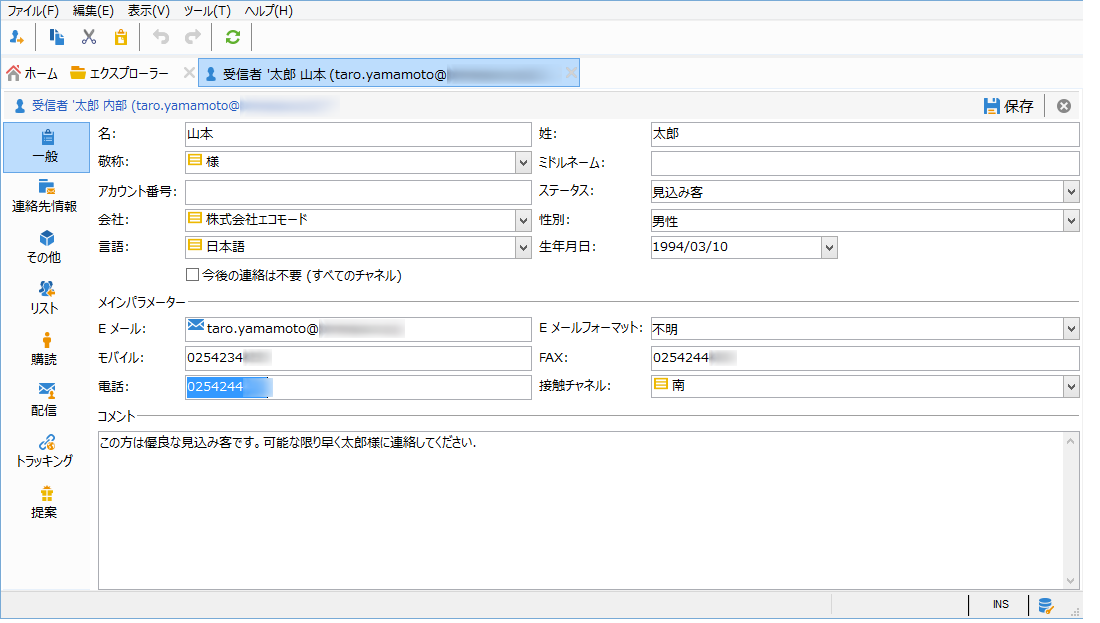 ファイル(F) 編集(E) 表示(V) ツール(T) ヘルプ(H)
ホーム エクスプローラー 受信者 '太郎 山本 (taro.yamamoto@
受信者 '太郎 内部 (taro.yamamoto@ 保存
一般
連絡先情報
その他
リスト
購読
配信
トラッキング
提案
名: 山本 姓: 太郎
敬称: 様 ミドルネーム:
アカウント番号: ステータス: 見込み客
会社: 株式会社エコモード 性別: 男性
言語: 日本語 生年月日: 1994/03/10
今後の連絡は不要 (すべてのチャネル)
メインパラメーター
E メール: taro.yamamoto@ E メールフォーマット: 不明
モバイル: 0254234 FAX: 0254244
電話: 0254244 接触チャネル: 南
コメント
この方は優良な見込み客です。可能な限り早く太郎様に連絡してください.
INS